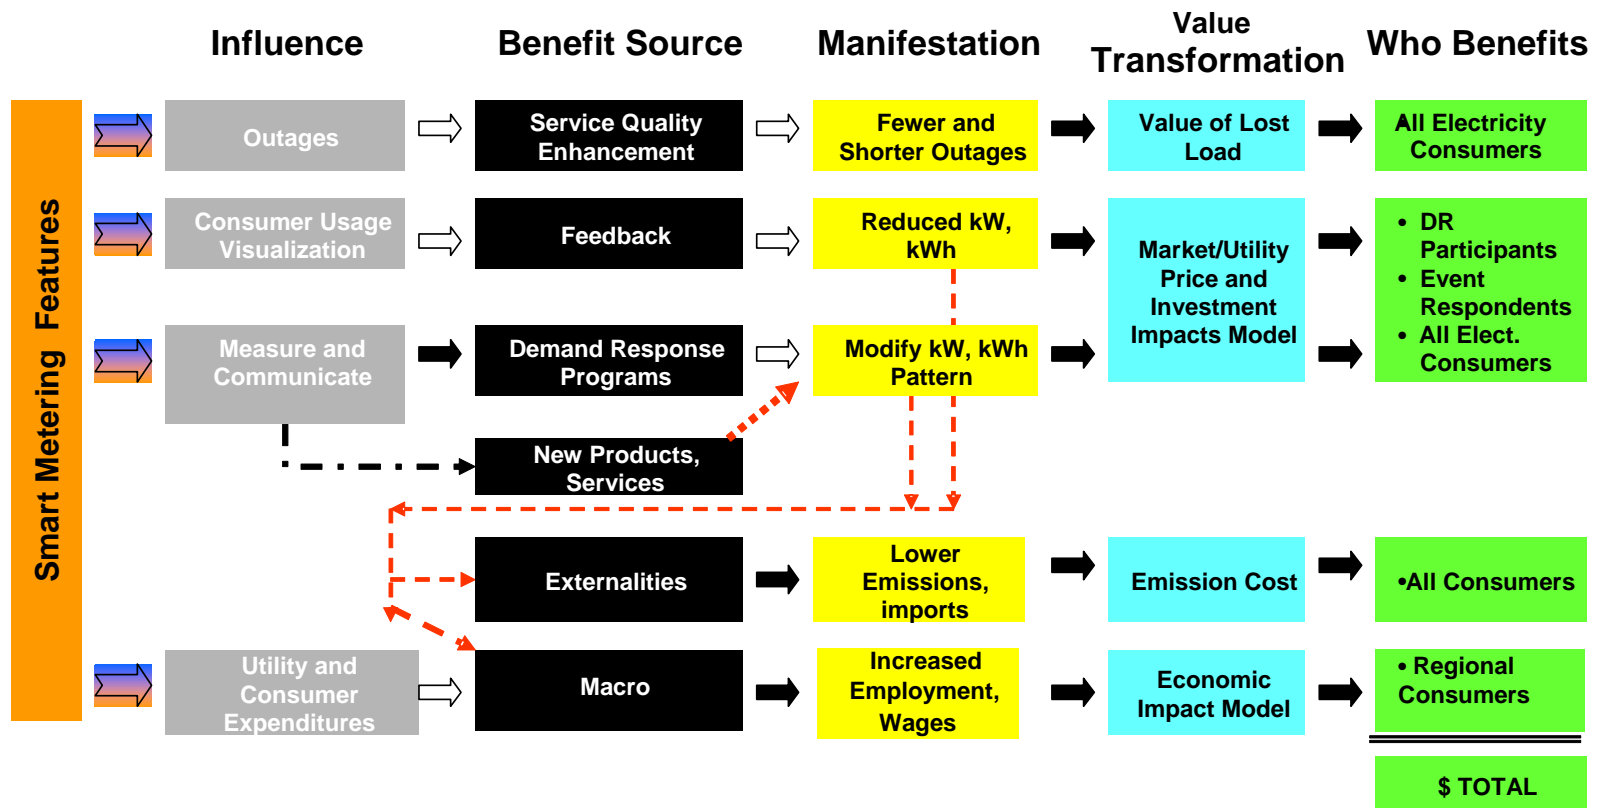 Influence
Benefit Source
Manifestation
Value
Transformation
Who Benefits
Smart Metering Features
Outages
Service Quality
Enhancement
Fewer and
Shorter Outages
Value of Lost
Load
•All Electricity
Consumers
Consumer Usage
Visualization
Feedback
Reduced kW,
kWh
Market/Utility
Price and
Investment
Impacts Model
• DR
Participants
• Event
Respondents
• All Elect.
Consumers
Measure and
Communicate
Demand Response
Programs
Modify kW, kWh
Pattern
New Products,
Services
Externalities
Lower
Emissions,
imports
Emission Cost
•All Consumers
Utility and
Consumer
Expenditures
Macro
Increased
Employment,
Wages
Economic
Impact Model
• Regional
Consumers
$ TOTAL